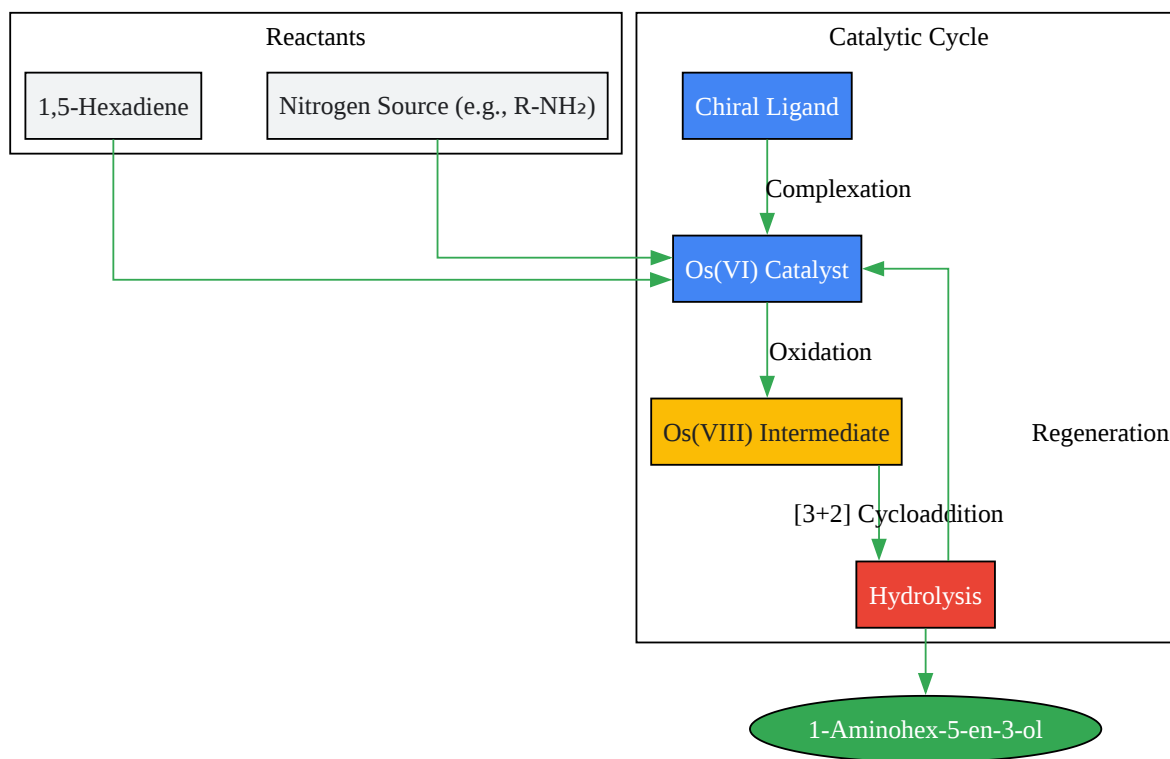 Reactants
1,5-Hexadiene
Nitrogen Source (e.g., R-NH₂)
Catalytic Cycle
Chiral Ligand
Complexation
Os(VI) Catalyst
Oxidation
Os(VIII) Intermediate
Regeneration
[3+2] Cycloaddition
Hydrolysis
1-Aminohex-5-en-3-ol